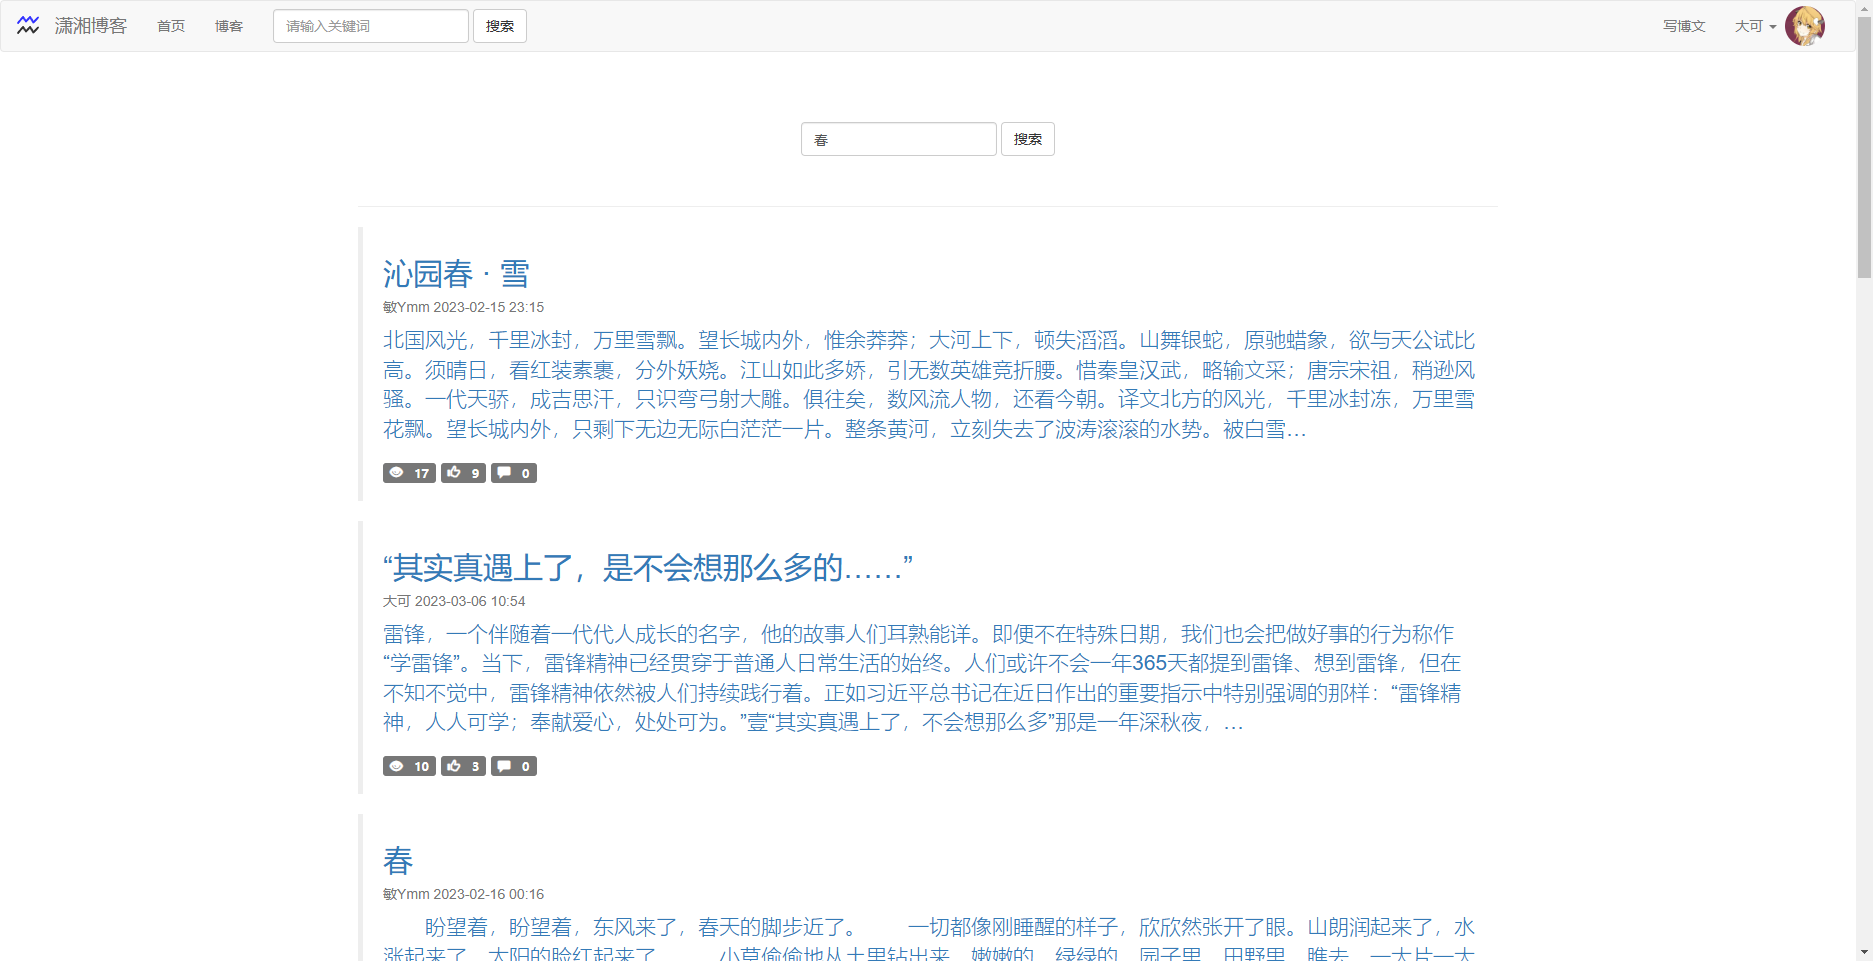 潇湘博客 首页 博客 请输入关键词 搜索 写博文 大可
春 搜索
沁园春 · 雪
敏Ymm 2023-02-15 23:15
北国风光，千里冰封，万里雪飘。望长城内外，惟余莽莽；大河上下，顿失滔滔。山舞银蛇，原驰蜡象，欲与天公试比
高。须晴日，看红装素裹，分外妖娆。江山如此多娇，引无数英雄竞折腰。惜秦皇汉武，略输文采；唐宗宋祖，稍逊风
骚。一代天骄，成吉思汗，只识弯弓射大雕。俱往矣，数风流人物，还看今朝。译文北方的风光，千里冰封冻，万里雪
花飘。望长城内外，只剩下无边无际白茫茫一片。整条黄河，立刻失去了波涛滚滚的水势。被白雪…
17 9 0
“其实真遇上了，是不会想那么多的……”
大可 2023-03-06 10:54
雷锋，一个伴随着一代代人成长的名字，他的故事人们耳熟能详。即便不在特殊日期，我们也会把做好事的行为称作
“学雷锋”。当下，雷锋精神已经贯穿于普通人日常生活的始终。人们或许不会一年365天都提到雷锋、想到雷锋，但在
不知不觉中，雷锋精神依然被人们持续践行着。正如习近平总书记在近日作出的重要指示中特别强调的那样：“雷锋精
神，人人可学；奉献爱心，处处可为。”壹“其实真遇上了，不会想那么多”那是一年深秋夜，…
10 3 0
春
敏Ymm 2023-02-16 00:16
盼望着，盼望着，东风来了，春天的脚步近了。 一切都像刚睡醒的样子，欣欣然张开了眼。山朗润起来了，水
涨起来了，太阳的脸红起来了。 小草偷偷地从土里钻出来，嫩嫩的，绿绿的。园子里，田野里，瞧去，一大片一大